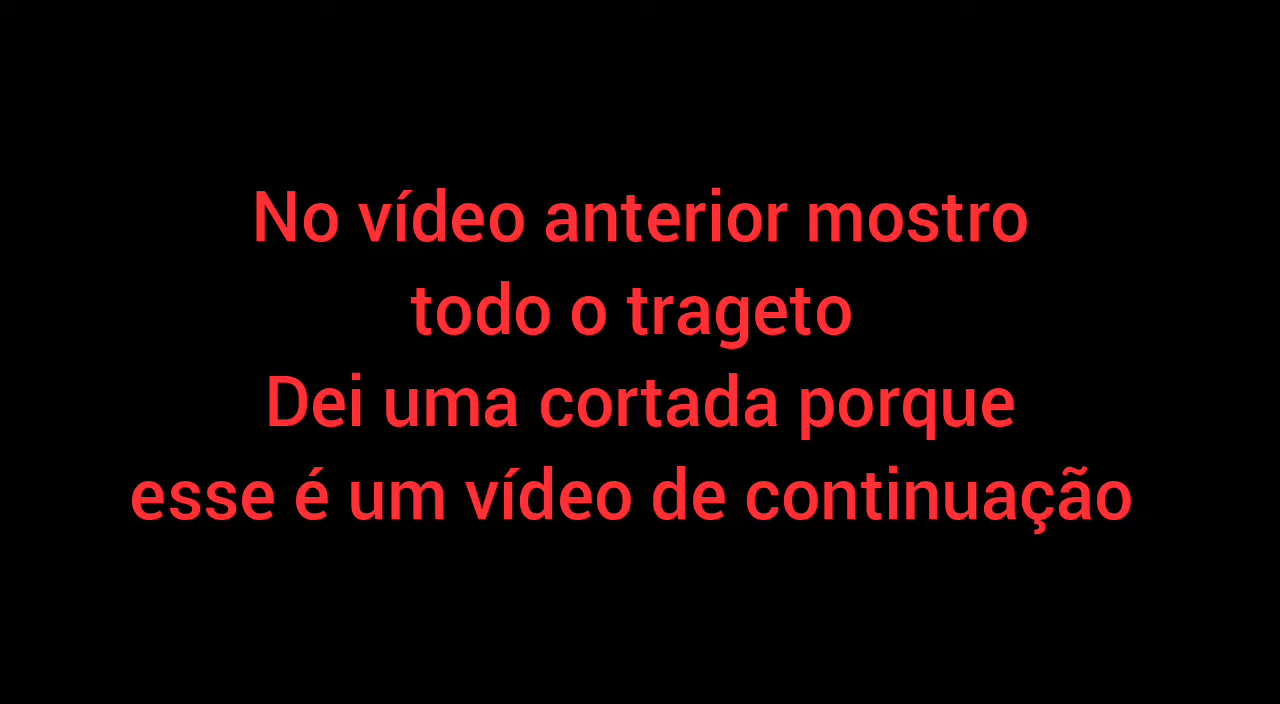 No vídeo anterior mostro
todo o trageto
Dei uma cortada porque
esse é um vídeo de continuação